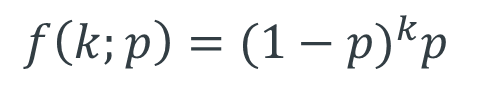 f(k; p) = (1 − p)^k p